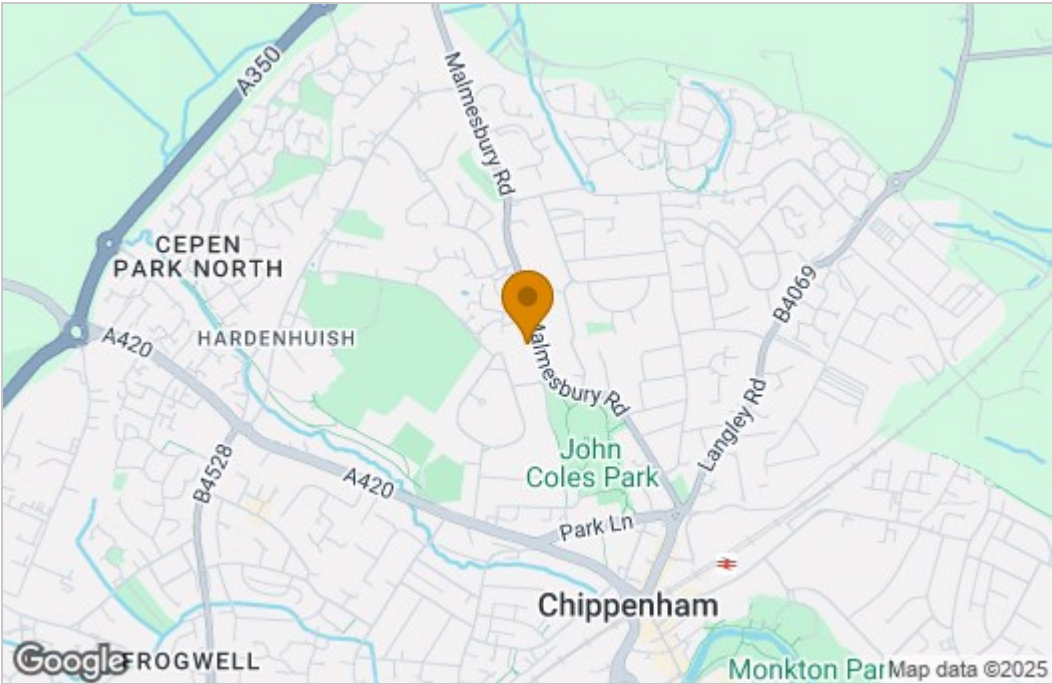 A350
Malmesbury Rd
CEPEN
PARK NORTH
B4069
A420
HARDENHUISH
Malmesbury Rd
Langley Rd
John
Coles Park
B4528
A420
Park Ln
Chippenham
Google
FROGWELL
Monkton Par
Map data ©2025